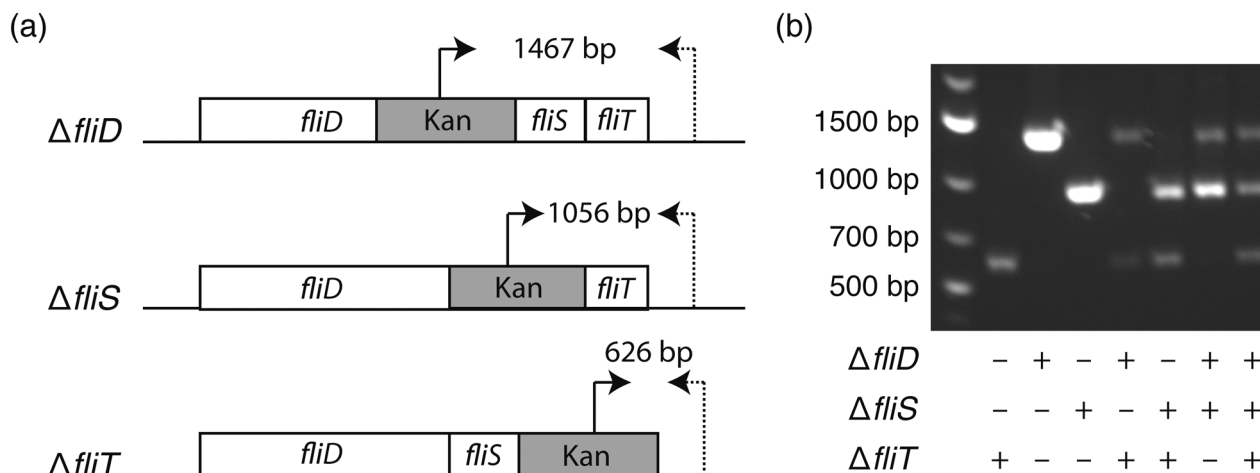 (a)
1467 bp
ΔfliD
fliD Kan fliS fliT
1056 bp
ΔfliS
fliD Kan fliT
626 bp
ΔfliT
fliD fliS Kan
(b)
1500 bp
1000 bp
700 bp
500 bp
ΔfliD – + – + – + +
ΔfliS – – + – + + +
ΔfliT + – – + + – +